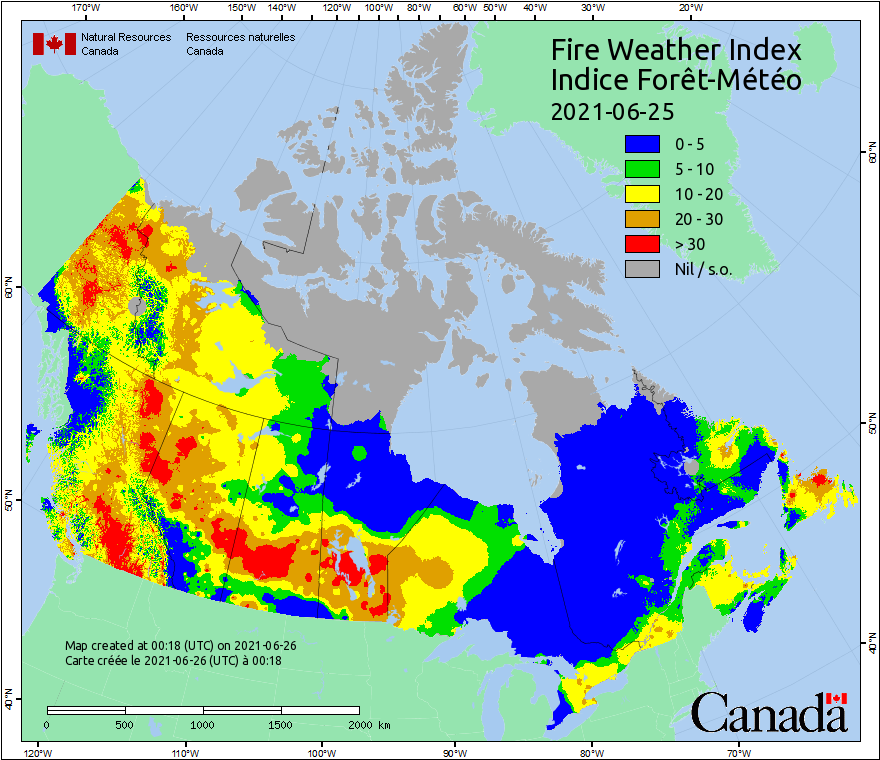 170°W 160°W 150°W 140°W 120°W 100°W 80°W 60°W 50°W 40°W 30°W 20°W
Natural Resources Ressources naturelles
Canada Canada
Fire Weather Index
Indice Forêt-Météo
2021-06-25
0 - 5
5 - 10
10 - 20
20 - 30
> 30
Nil / s.o.
60°N
60°N
50°N
50°N
40°N
40°N
Map created at 00:18 (UTC) on 2021-06-26
Carte créée le 2021-06-26 (UTC) à 00:18
0 500 1000 1500 2000 km
Canada
120°W 110°W 100°W 90°W 80°W 70°W